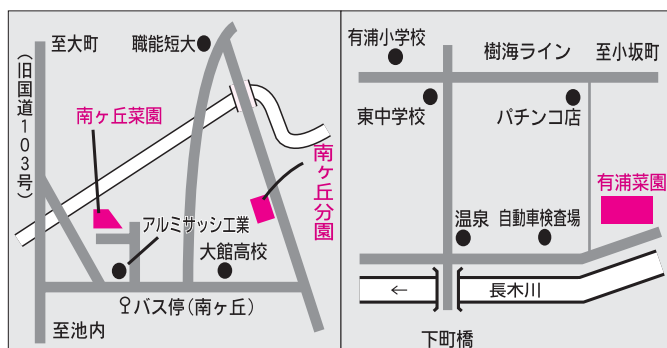 至大町
職能短大
(旧国道103号)
南ヶ丘菜園
南ヶ丘分園
アルミサッシ工業
大館高校
バス停(南ヶ丘)
至池内
有浦小学校
樹海ライン
至小坂町
東中学校
パチンコ店
有浦菜園
温泉
自動車検査場
←
長木川
下町橋